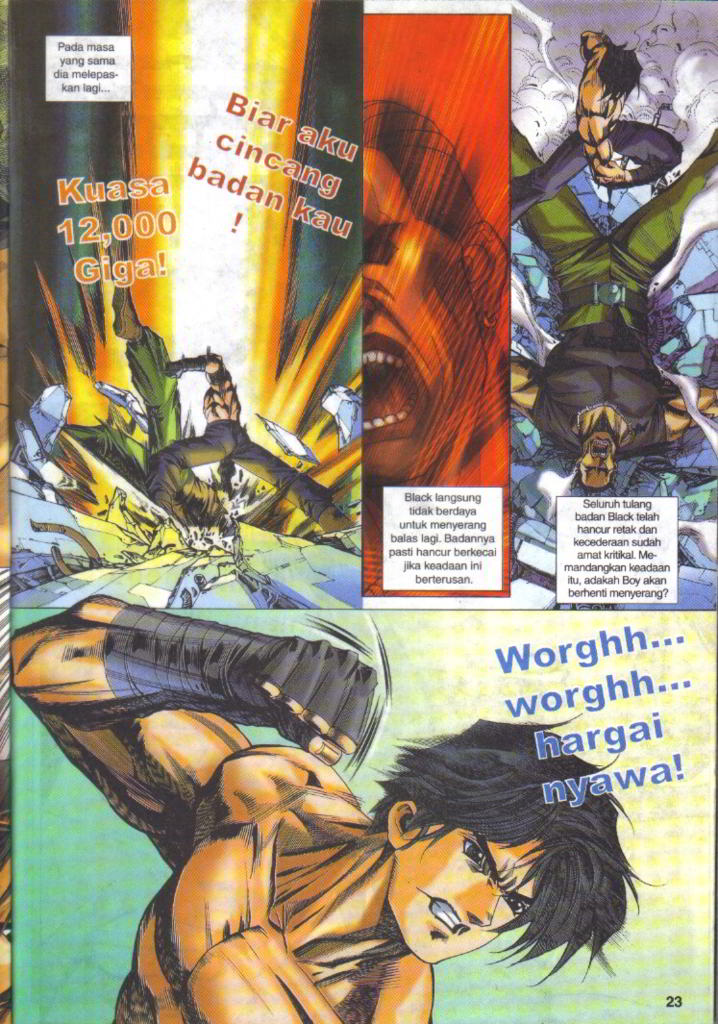 Pada masa
yang sama
dia melepas-
kan lagi...
Biar aku
cincang
badan kau
!
Kuasa
12,000
Giga!
Black langsung
tidak berdaya
untuk menyerang
balas lagi. Badannya
pasti hancur berkecai
jika keadaan ini
berterusan.
Seluruh tulang
badan Black telah
hancur retak dan
kecederaan sudah
amat kritikal. Me-
mandangkan keadaan
itu, adakah Boy akan
berhenti menyerang?
Worghh...
worghh...
hargai
nyawa!
23